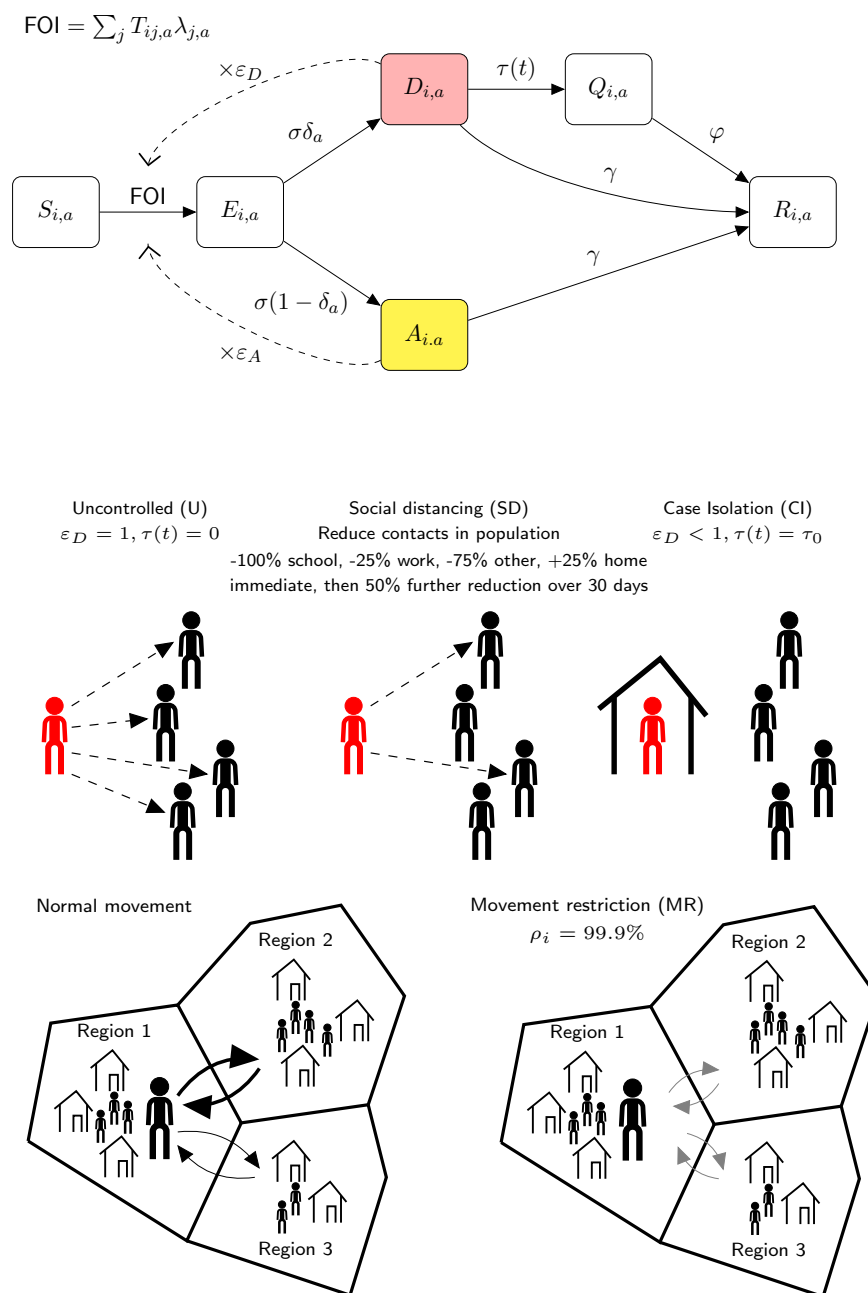 FOI = ∑_j T_{ij,a} λ_{j,a}
×ε_D
D_{i,a}
τ(t)
Q_{i,a}
σδ_a
φ
S_{i,a}
FOI
E_{i,a}
γ
R_{i,a}
σ(1 − δ_a)
γ
A_{i.a}
×ε_A
Uncontrolled (U)
ε_D = 1, τ(t) = 0
Social distancing (SD)
Reduce contacts in population
-100% school, -25% work, -75% other, +25% home
immediate, then 50% further reduction over 30 days
Case Isolation (CI)
ε_D < 1, τ(t) = τ_0
Normal movement
Region 2
Region 1
Region 3
Movement restriction (MR)
ρ_i = 99.9%
Region 2
Region 1
Region 3